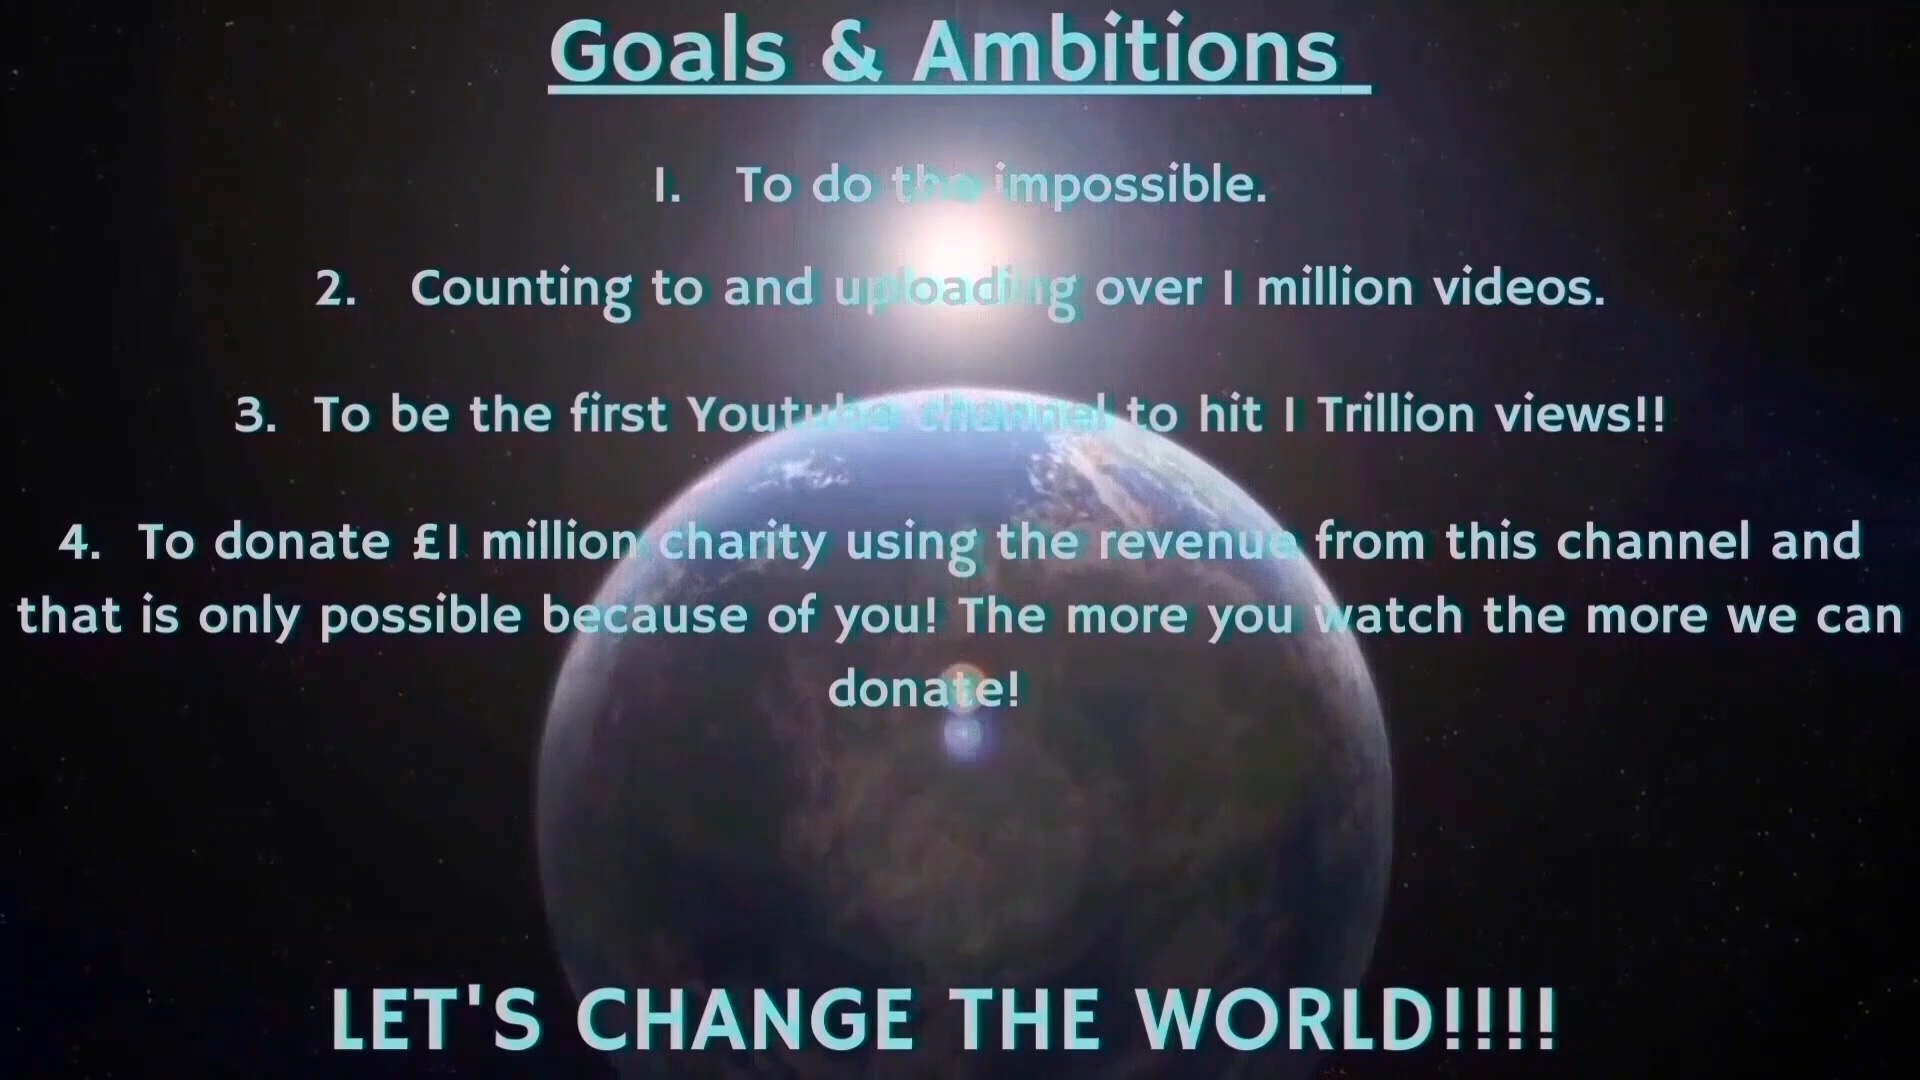 Goals & Ambitions
1. To do the impossible.
2. Counting to and uploading over 1 million videos.
3. To be the first Youtube channel to hit 1 Trillion views!!
4. To donate £1 million charity using the revenue from this channel and
that is only possible because of you! The more you watch the more we can
donate!
LET'S CHANGE THE WORLD!!!!